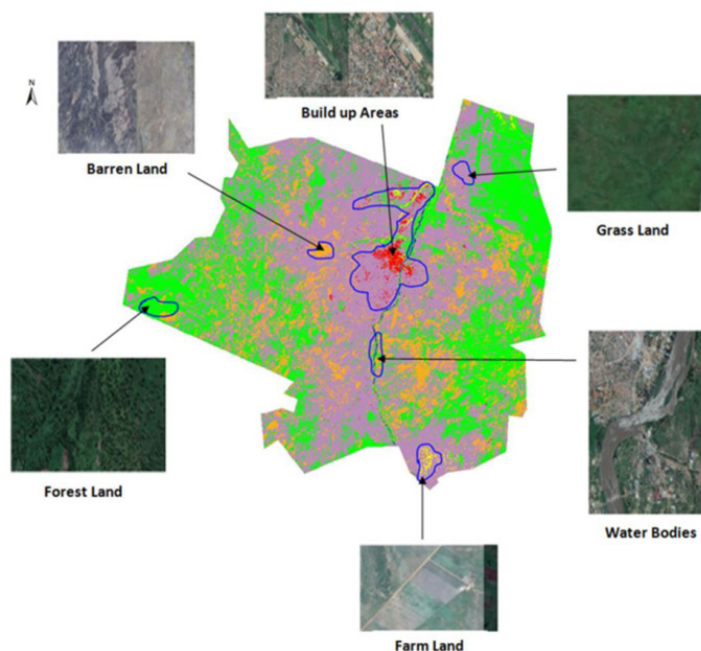 N
Build up Areas
Barren Land
Grass Land
Forest Land
Water Bodies
Farm Land